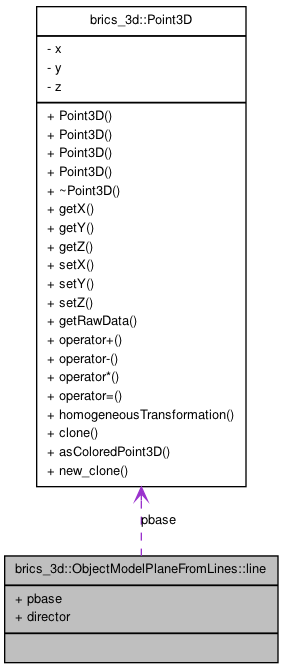 brics_3d::Point3D
- x
- y
- z
+ Point3D()
+ Point3D()
+ Point3D()
+ Point3D()
+ ~Point3D()
+ getX()
+ getY()
+ getZ()
+ setX()
+ setY()
+ setZ()
+ getRawData()
+ operator+()
+ operator-()
+ operator*()
+ operator=()
+ homogeneousTransformation()
+ clone()
+ asColoredPoint3D()
+ new_clone()
pbase
brics_3d::ObjectModelPlaneFromLines::line
+ pbase
+ director